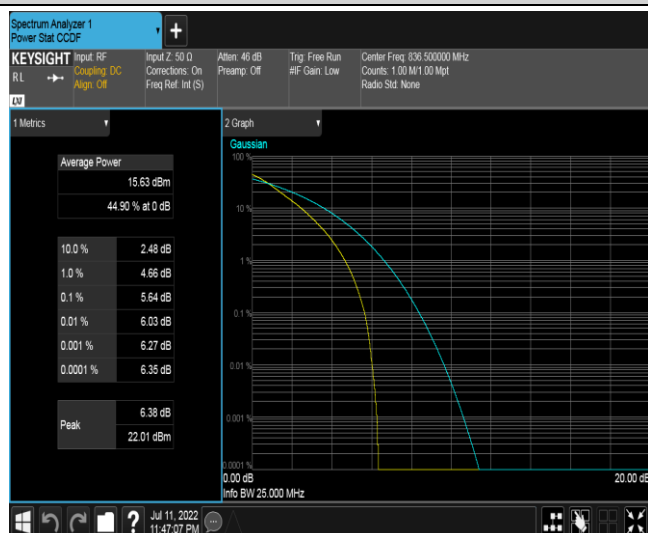 Spectrum Analyzer 1
Power Stat CCDF
+
KEYSIGHT
RL
LXI
Input: RF
Coupling: DC
Align: Off
Input Z: 50 Ω
Corrections: On
Freq Ref: Int (S)
Atten: 46 dB
Preamp: Off
Trig: Free Run
#IF Gain: Low
Center Freq: 836.500000 MHz
Counts: 1.00 M/1.00 Mpt
Radio Std: None
1 Metrics
Average Power
15.63 dBm
44.90 % at 0 dB
10.0 % 2.48 dB
1.0 % 4.66 dB
0.1 % 5.64 dB
0.01 % 6.03 dB
0.001 % 6.27 dB
0.0001 % 6.35 dB
Peak
6.38 dB
22.01 dBm
2 Graph
Gaussian
100 %
10 %
1 %
0.1 %
0.01 %
0.001 %
0.0001 %
0.00 dB 20.00 dB
Info BW 25.000 MHz
?
Jul 11, 2022
11:47:07 PM